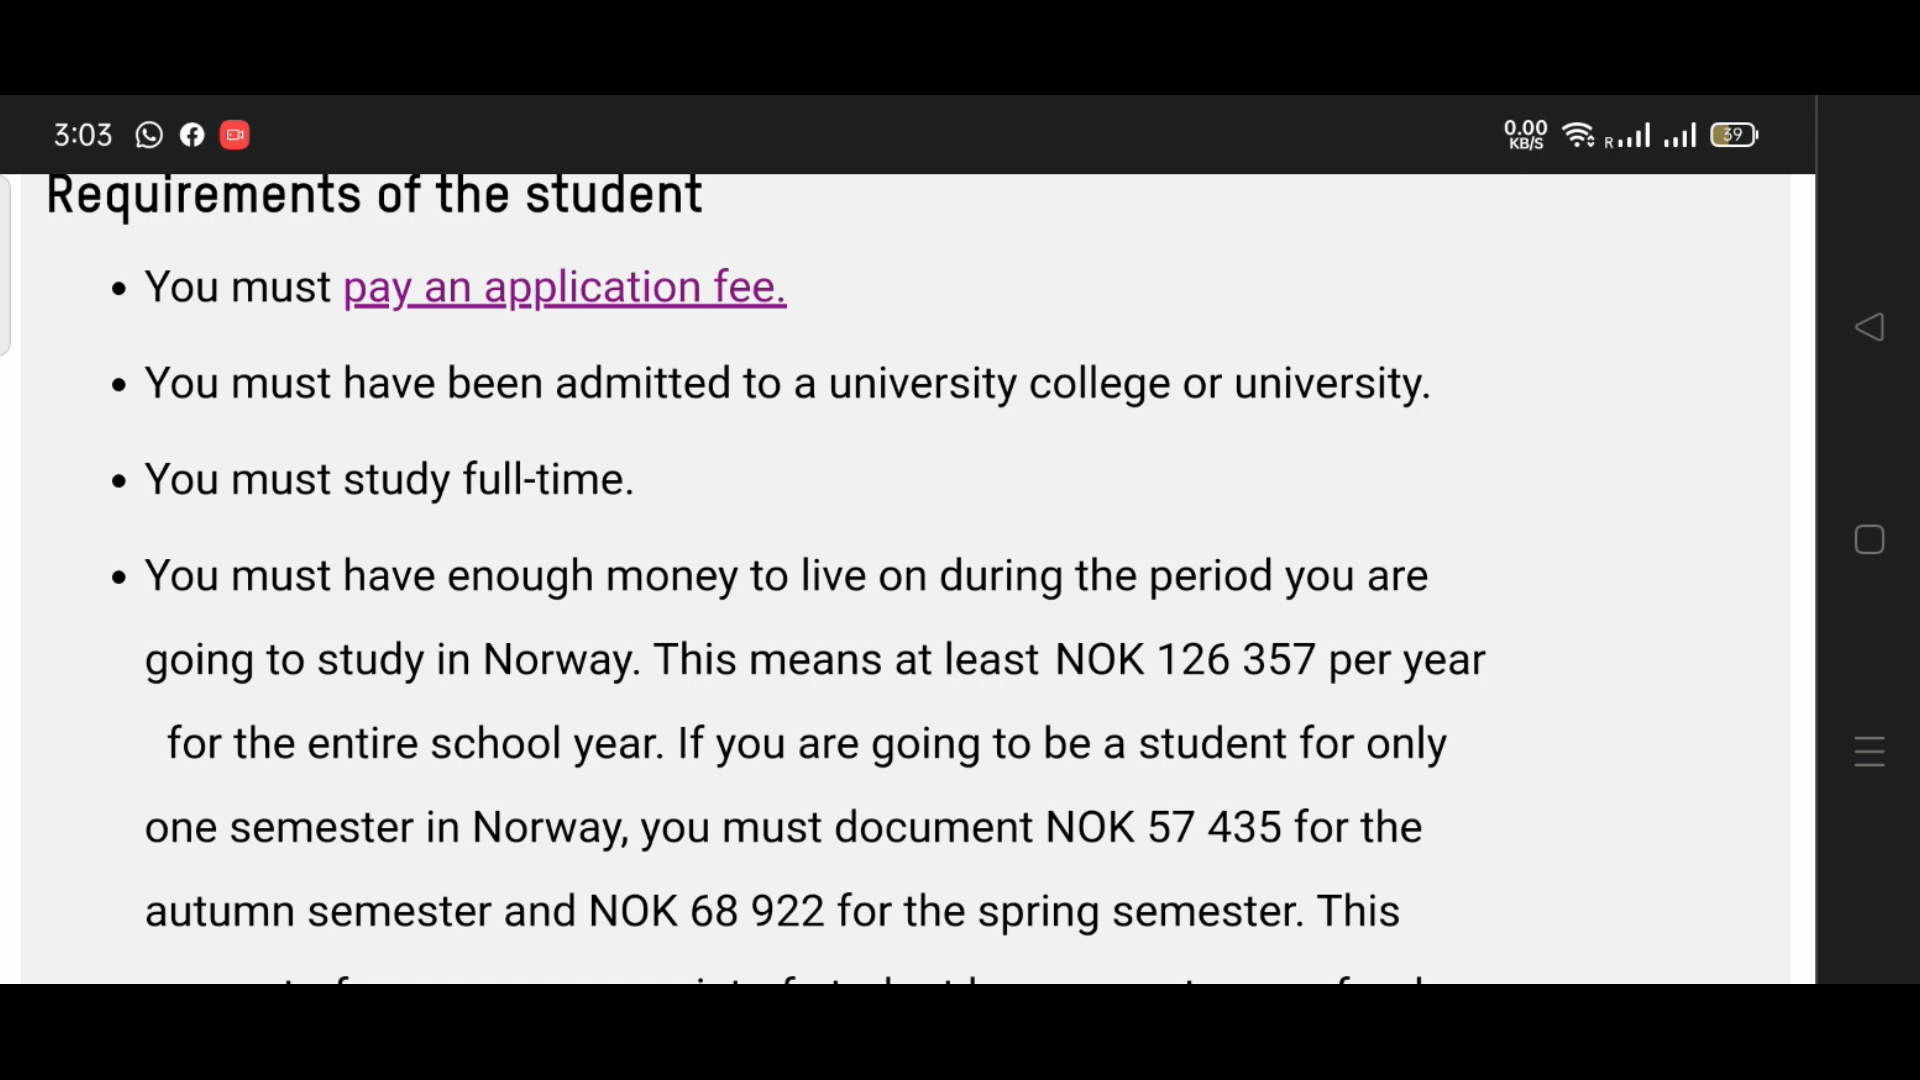 3:03
0.00
KB/S
R
39
Requirements of the student
• You must pay an application fee.
• You must have been admitted to a university college or university.
• You must study full-time.
• You must have enough money to live on during the period you are
going to study in Norway. This means at least NOK 126 357 per year
for the entire school year. If you are going to be a student for only
one semester in Norway, you must document NOK 57 435 for the
autumn semester and NOK 68 922 for the spring semester. This